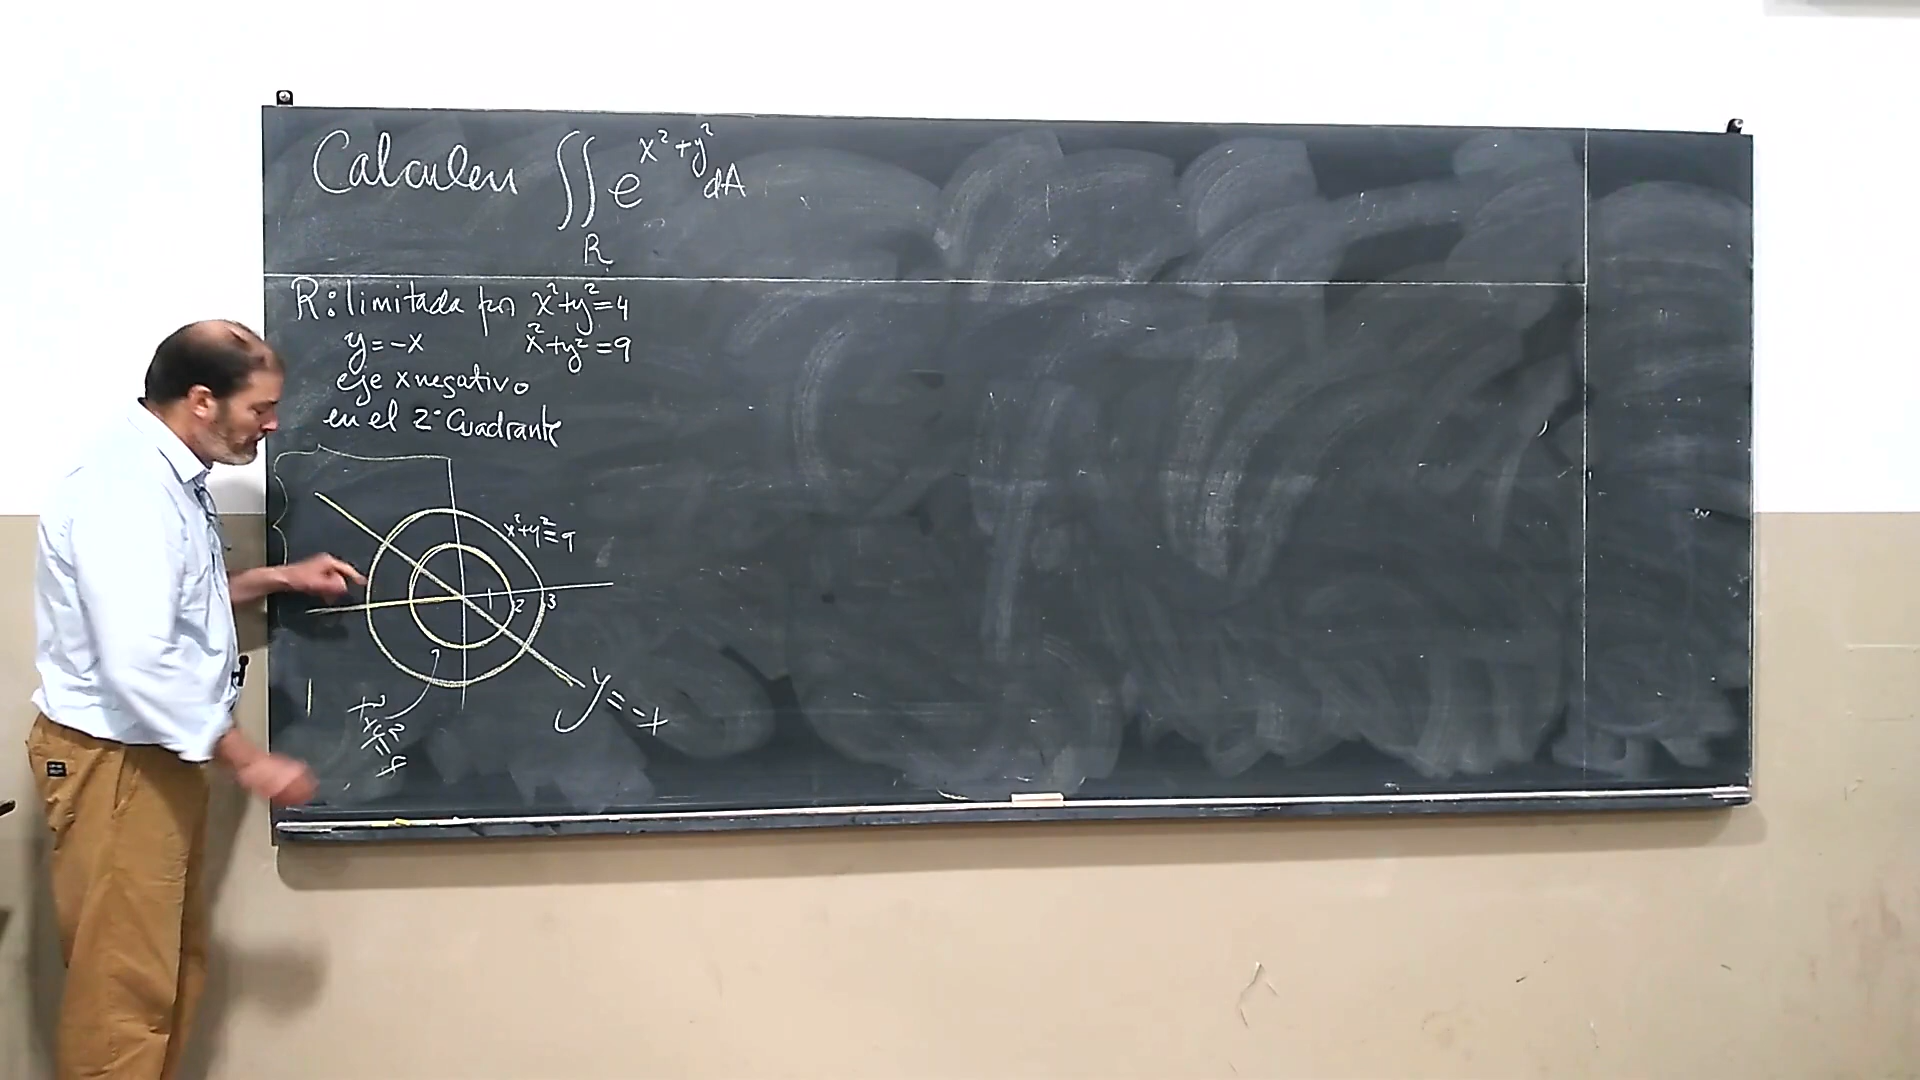 Calculen ∬ e^{x²+y²} dA
R
R: limitada por x²+y²=4
y=-x x²+y²=9
eje x negativo
en el 2º Cuadrante
x²+y²=9
1 2 3
y=-x